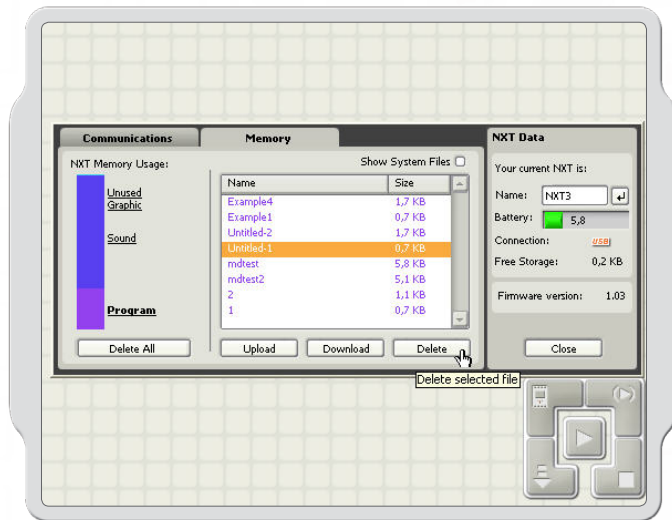 Communications
Memory
NXT Memory Usage:
Show System Files
Unused
Graphic
Sound
Program
Name Size
Example4 1,7 KB
Example1 0,7 KB
Untitled-2 1,7 KB
Untitled-1 0,7 KB
mdtest 5,8 KB
mdtest2 5,1 KB
2 1,1 KB
1 0,7 KB
Delete All
Upload
Download
Delete
Delete selected file
NXT Data
Your current NXT is:
Name: NXT3
Battery: 5,8
Connection: USB
Free Storage: 0,2 KB
Firmware version: 1.03
Close